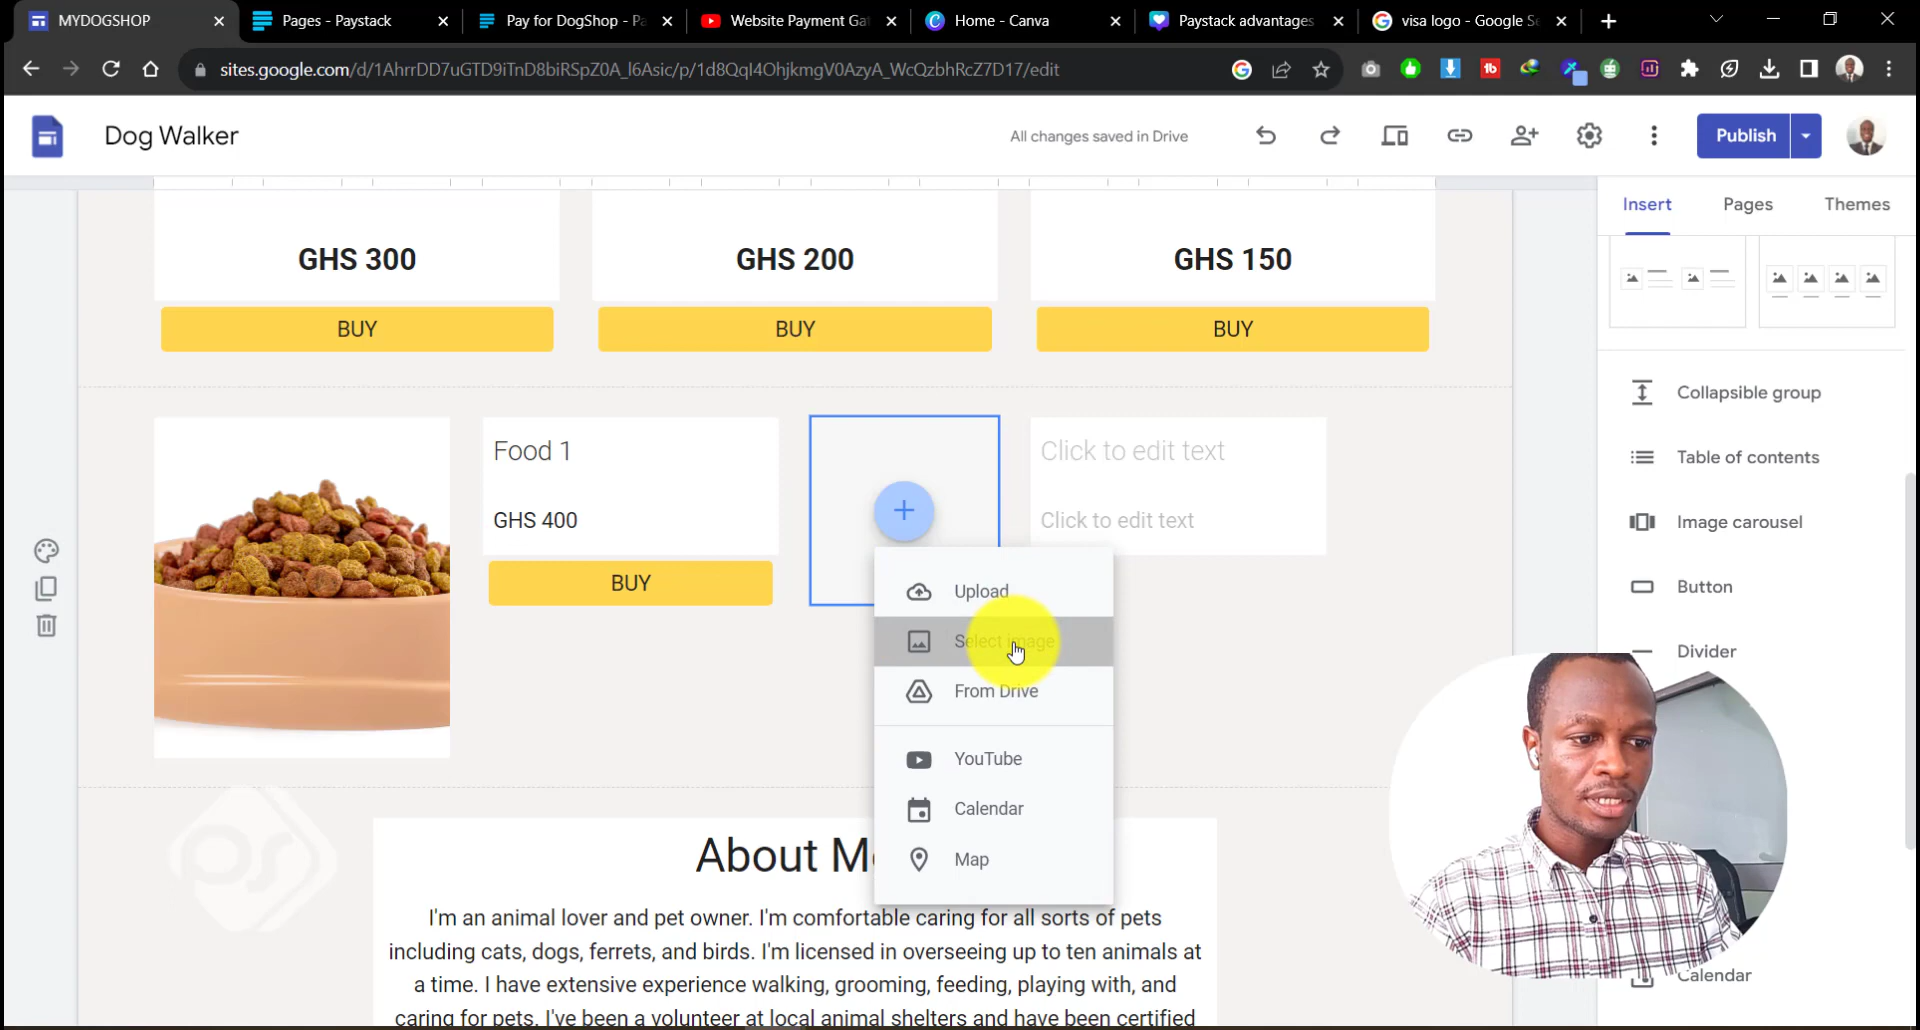 MYDOGSHOP
Pages - Paystack
Pay for DogShop - Pa
Website Payment Gat
Home - Canva
Paystack advantages
visa logo - Google Se
sites.google.com/d/1AhrrDD7uGTD9iTnD8biRSpZ0A_l6Asic/p/1d8Qql4OhjkmgV0AzyA_WcQzbhRcZ7D17/edit
Dog Walker
All changes saved in Drive
Publish
Insert
Pages
Themes
GHS 300
GHS 200
GHS 150
BUY
BUY
BUY
Collapsible group
Table of contents
Image carousel
Button
Divider
Calendar
Food 1
GHS 400
BUY
Click to edit text
Click to edit text
Upload
Select image
From Drive
YouTube
Calendar
Map
About M
I'm an animal lover and pet owner. I'm comfortable caring for all sorts of pets
including cats, dogs, ferrets, and birds. I'm licensed in overseeing up to ten animals at
a time. I have extensive experience walking, grooming, feeding, playing with, and
caring for pets. I've been a volunteer at local animal shelters and have been certified